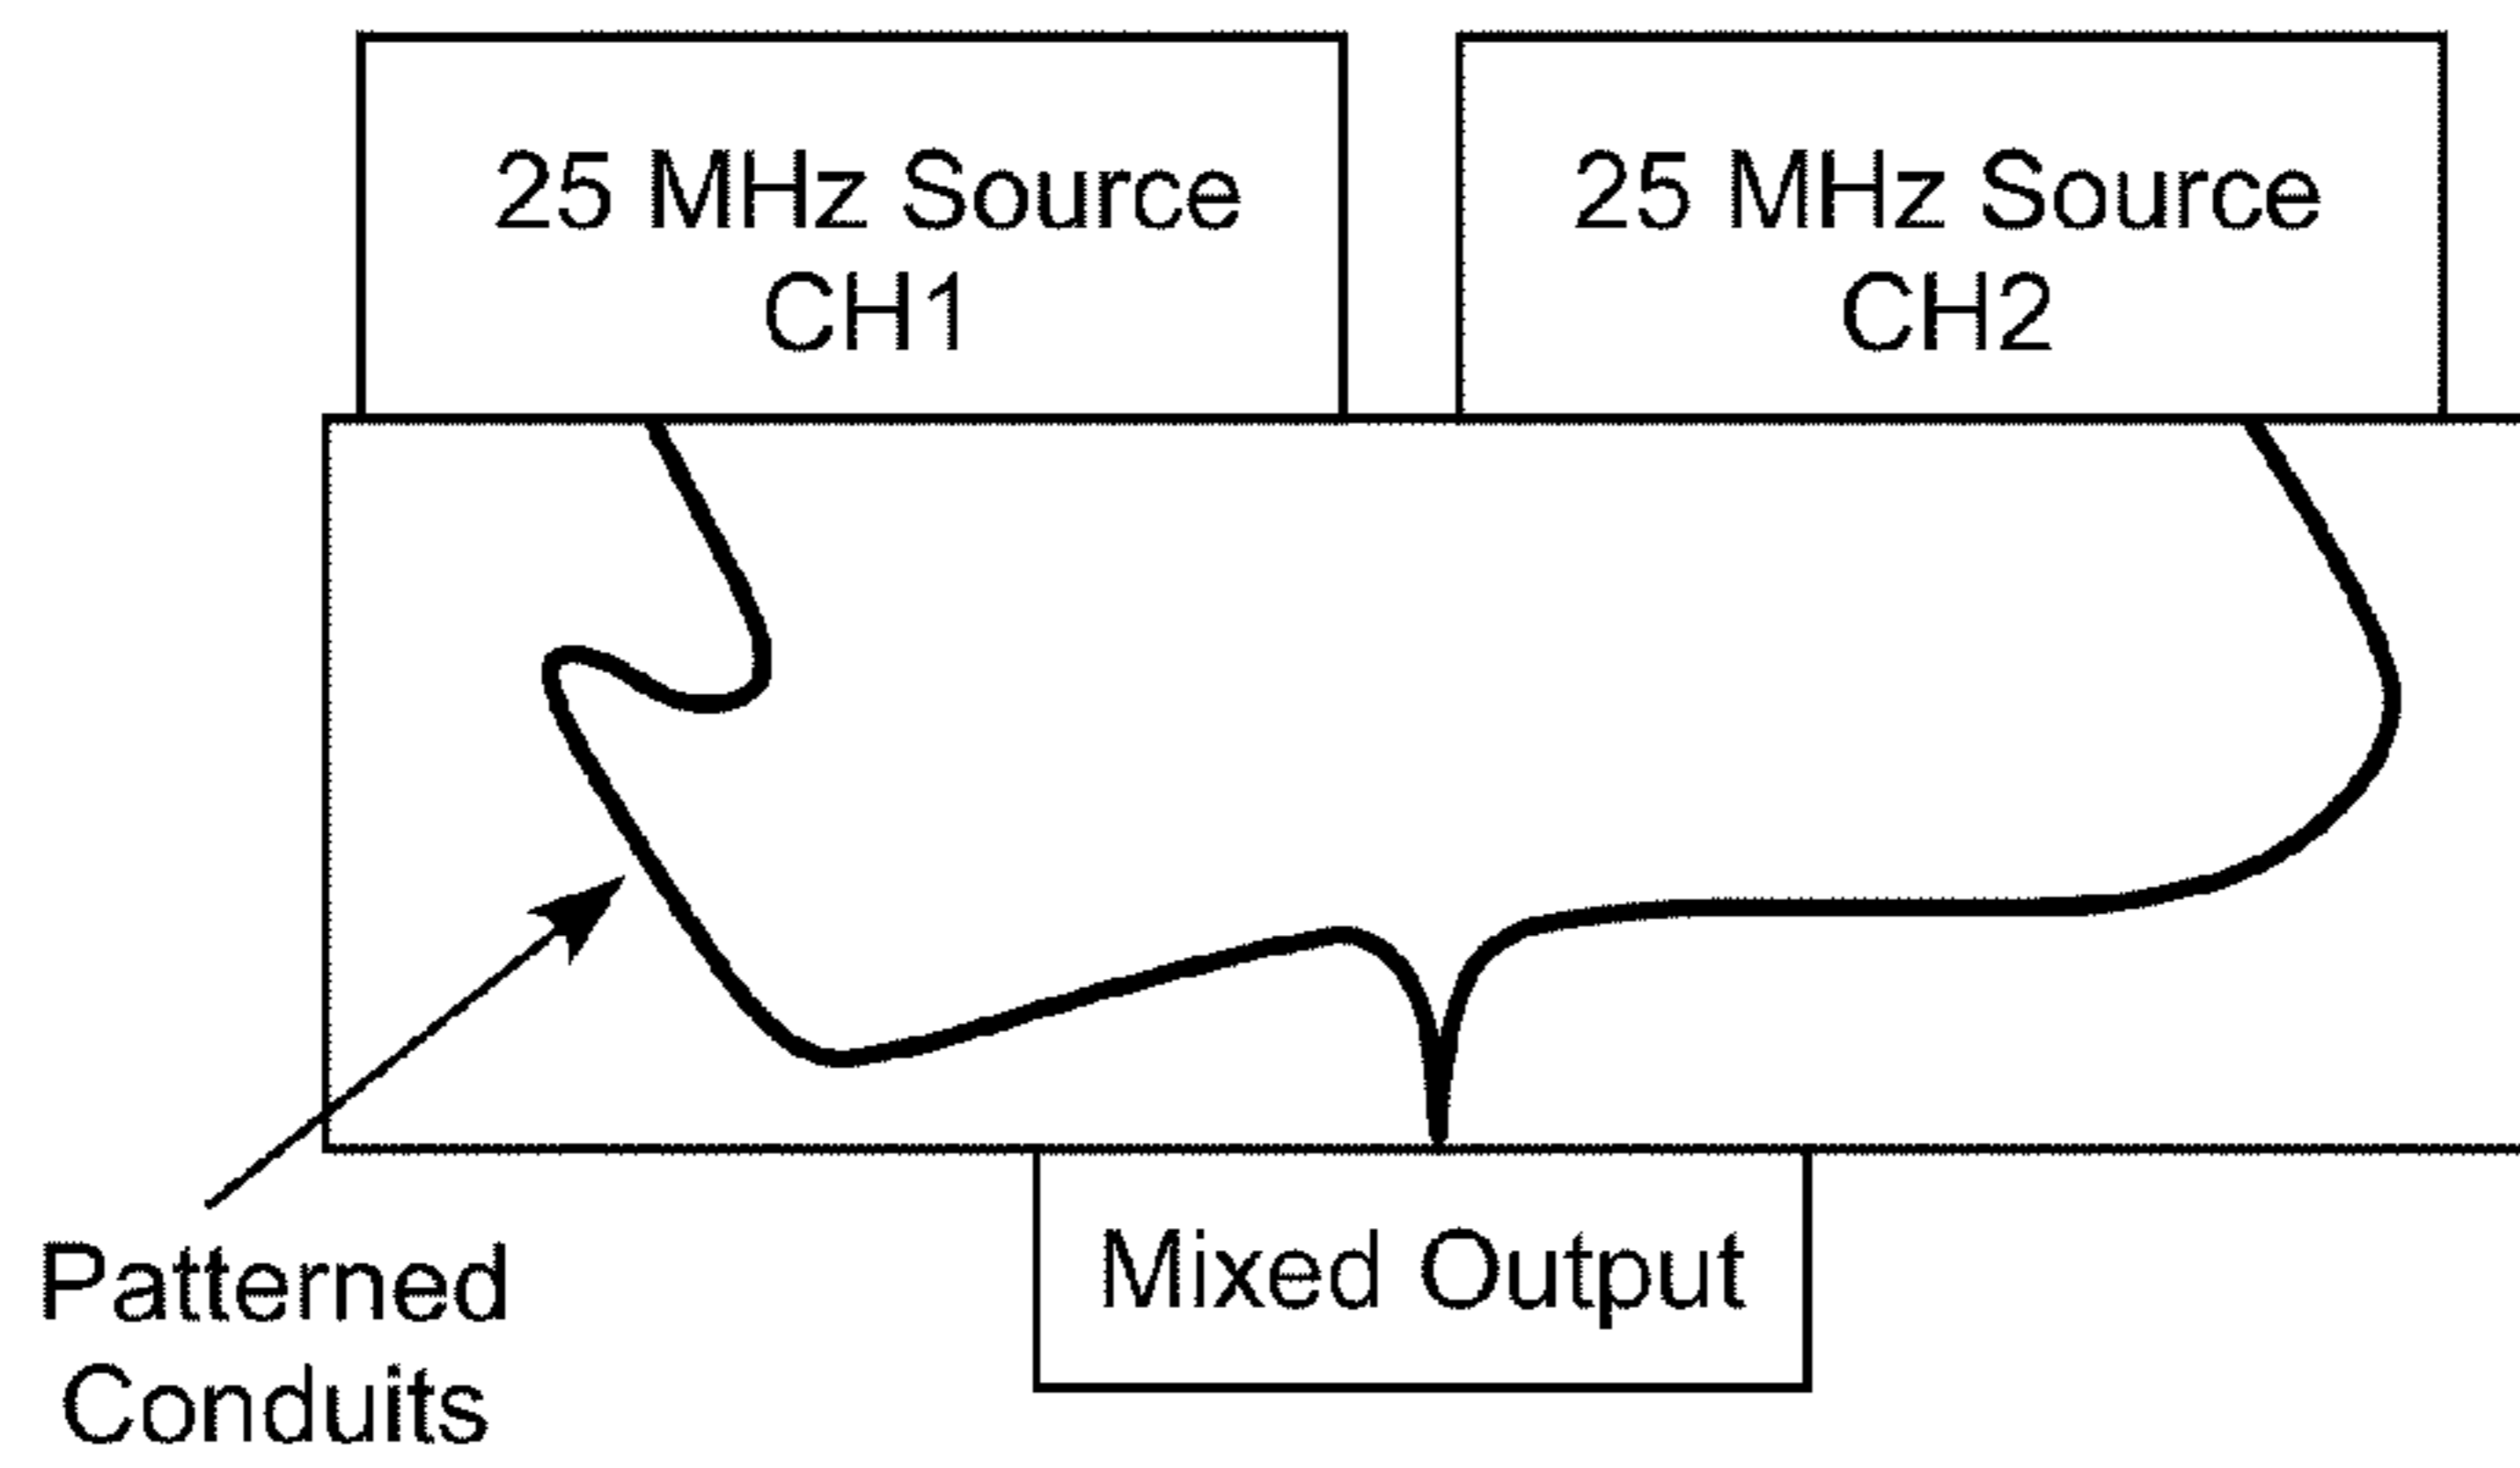 25 MHz Source
CH1
25 MHz Source
CH2
Patterned
Conduits
Mixed Output